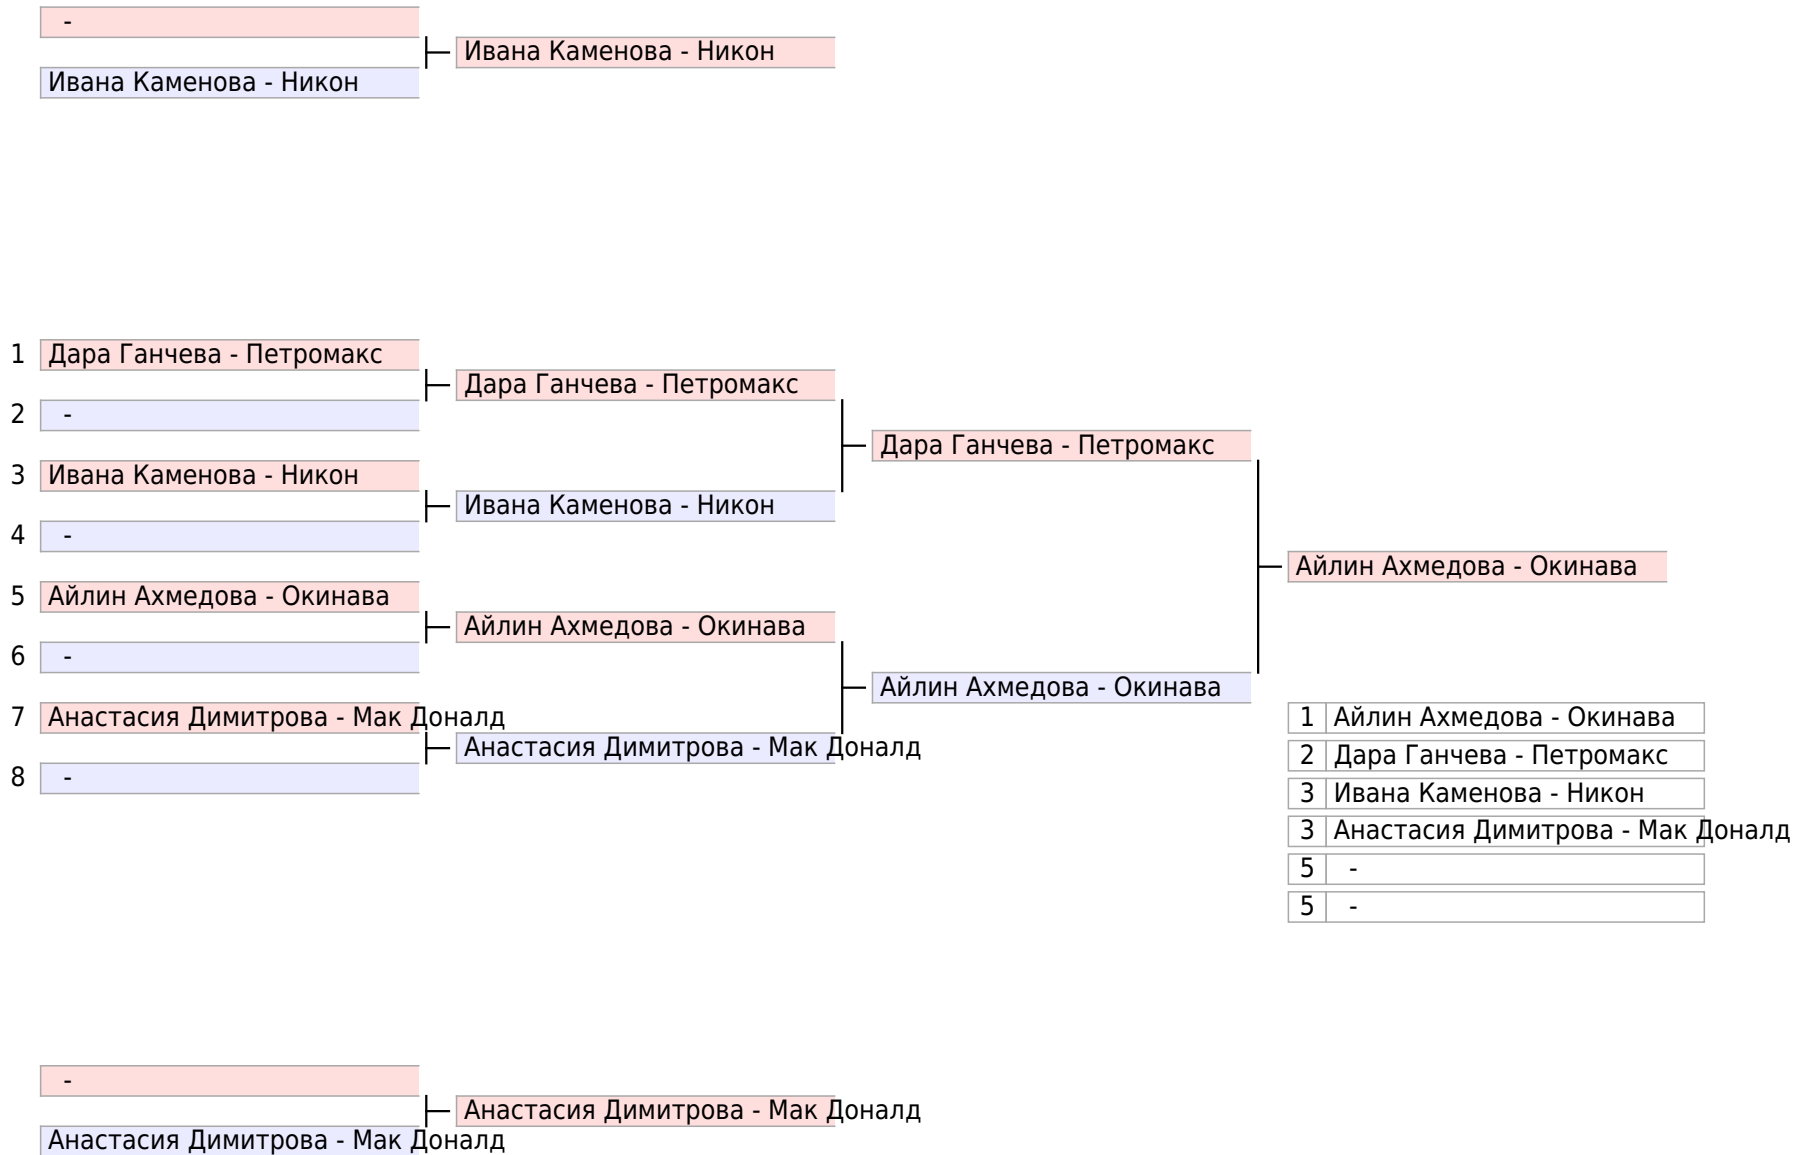 -
Ивана Каменова - Никон
Ивана Каменова - Никон
1 Дара Ганчева - Петромакс
Дара Ганчева - Петромакс
2 -
Дара Ганчева - Петромакс
3 Ивана Каменова - Никон
Ивана Каменова - Никон
4 -
Айлин Ахмедова - Окинава
5 Айлин Ахмедова - Окинава
Айлин Ахмедова - Окинава
6 -
Айлин Ахмедова - Окинава
7 Анастасия Димитрова - Мак Доналд
Анастасия Димитрова - Мак Доналд
8 -
1 Айлин Ахмедова - Окинава
2 Дара Ганчева - Петромакс
3 Ивана Каменова - Никон
3 Анастасия Димитрова - Мак Доналд
5 -
5 -
-
Анастасия Димитрова - Мак Доналд
Анастасия Димитрова - Мак Доналд